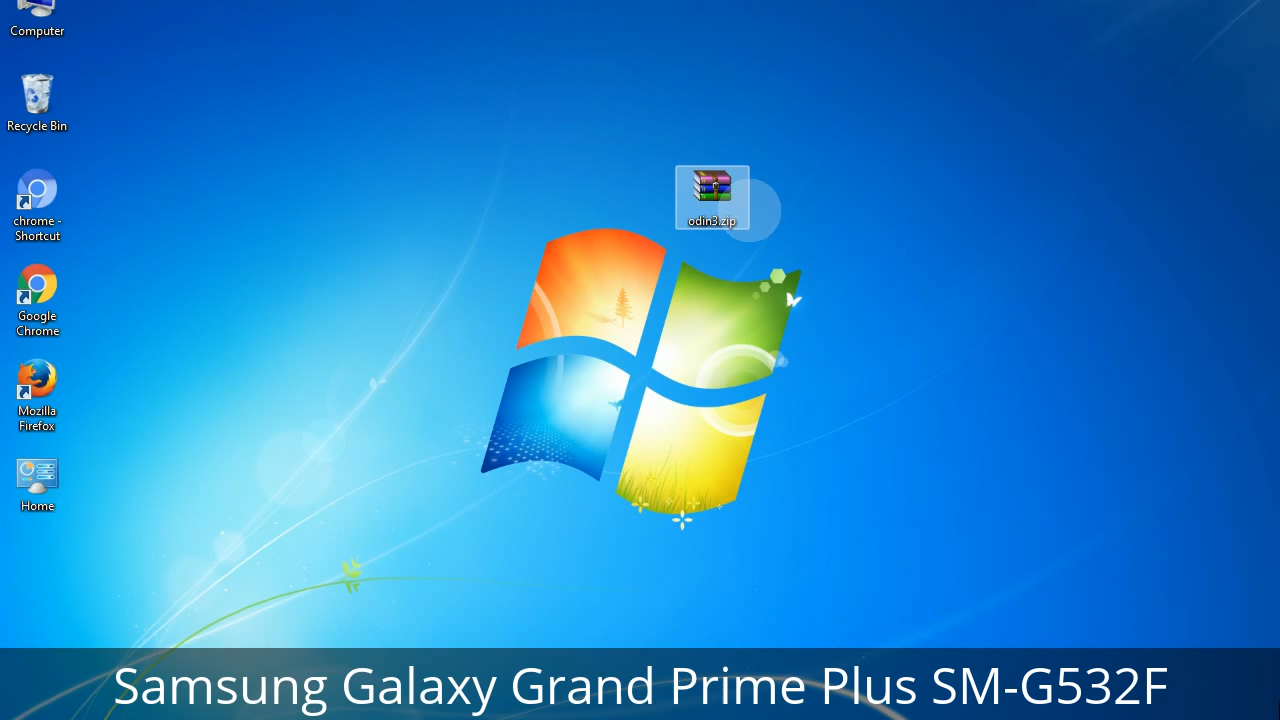 Computer
Recycle Bin
chrome -
Shortcut
Google
Chrome
Mozilla
Firefox
Home
odin3.zip
Samsung Galaxy Grand Prime Plus SM-G532F